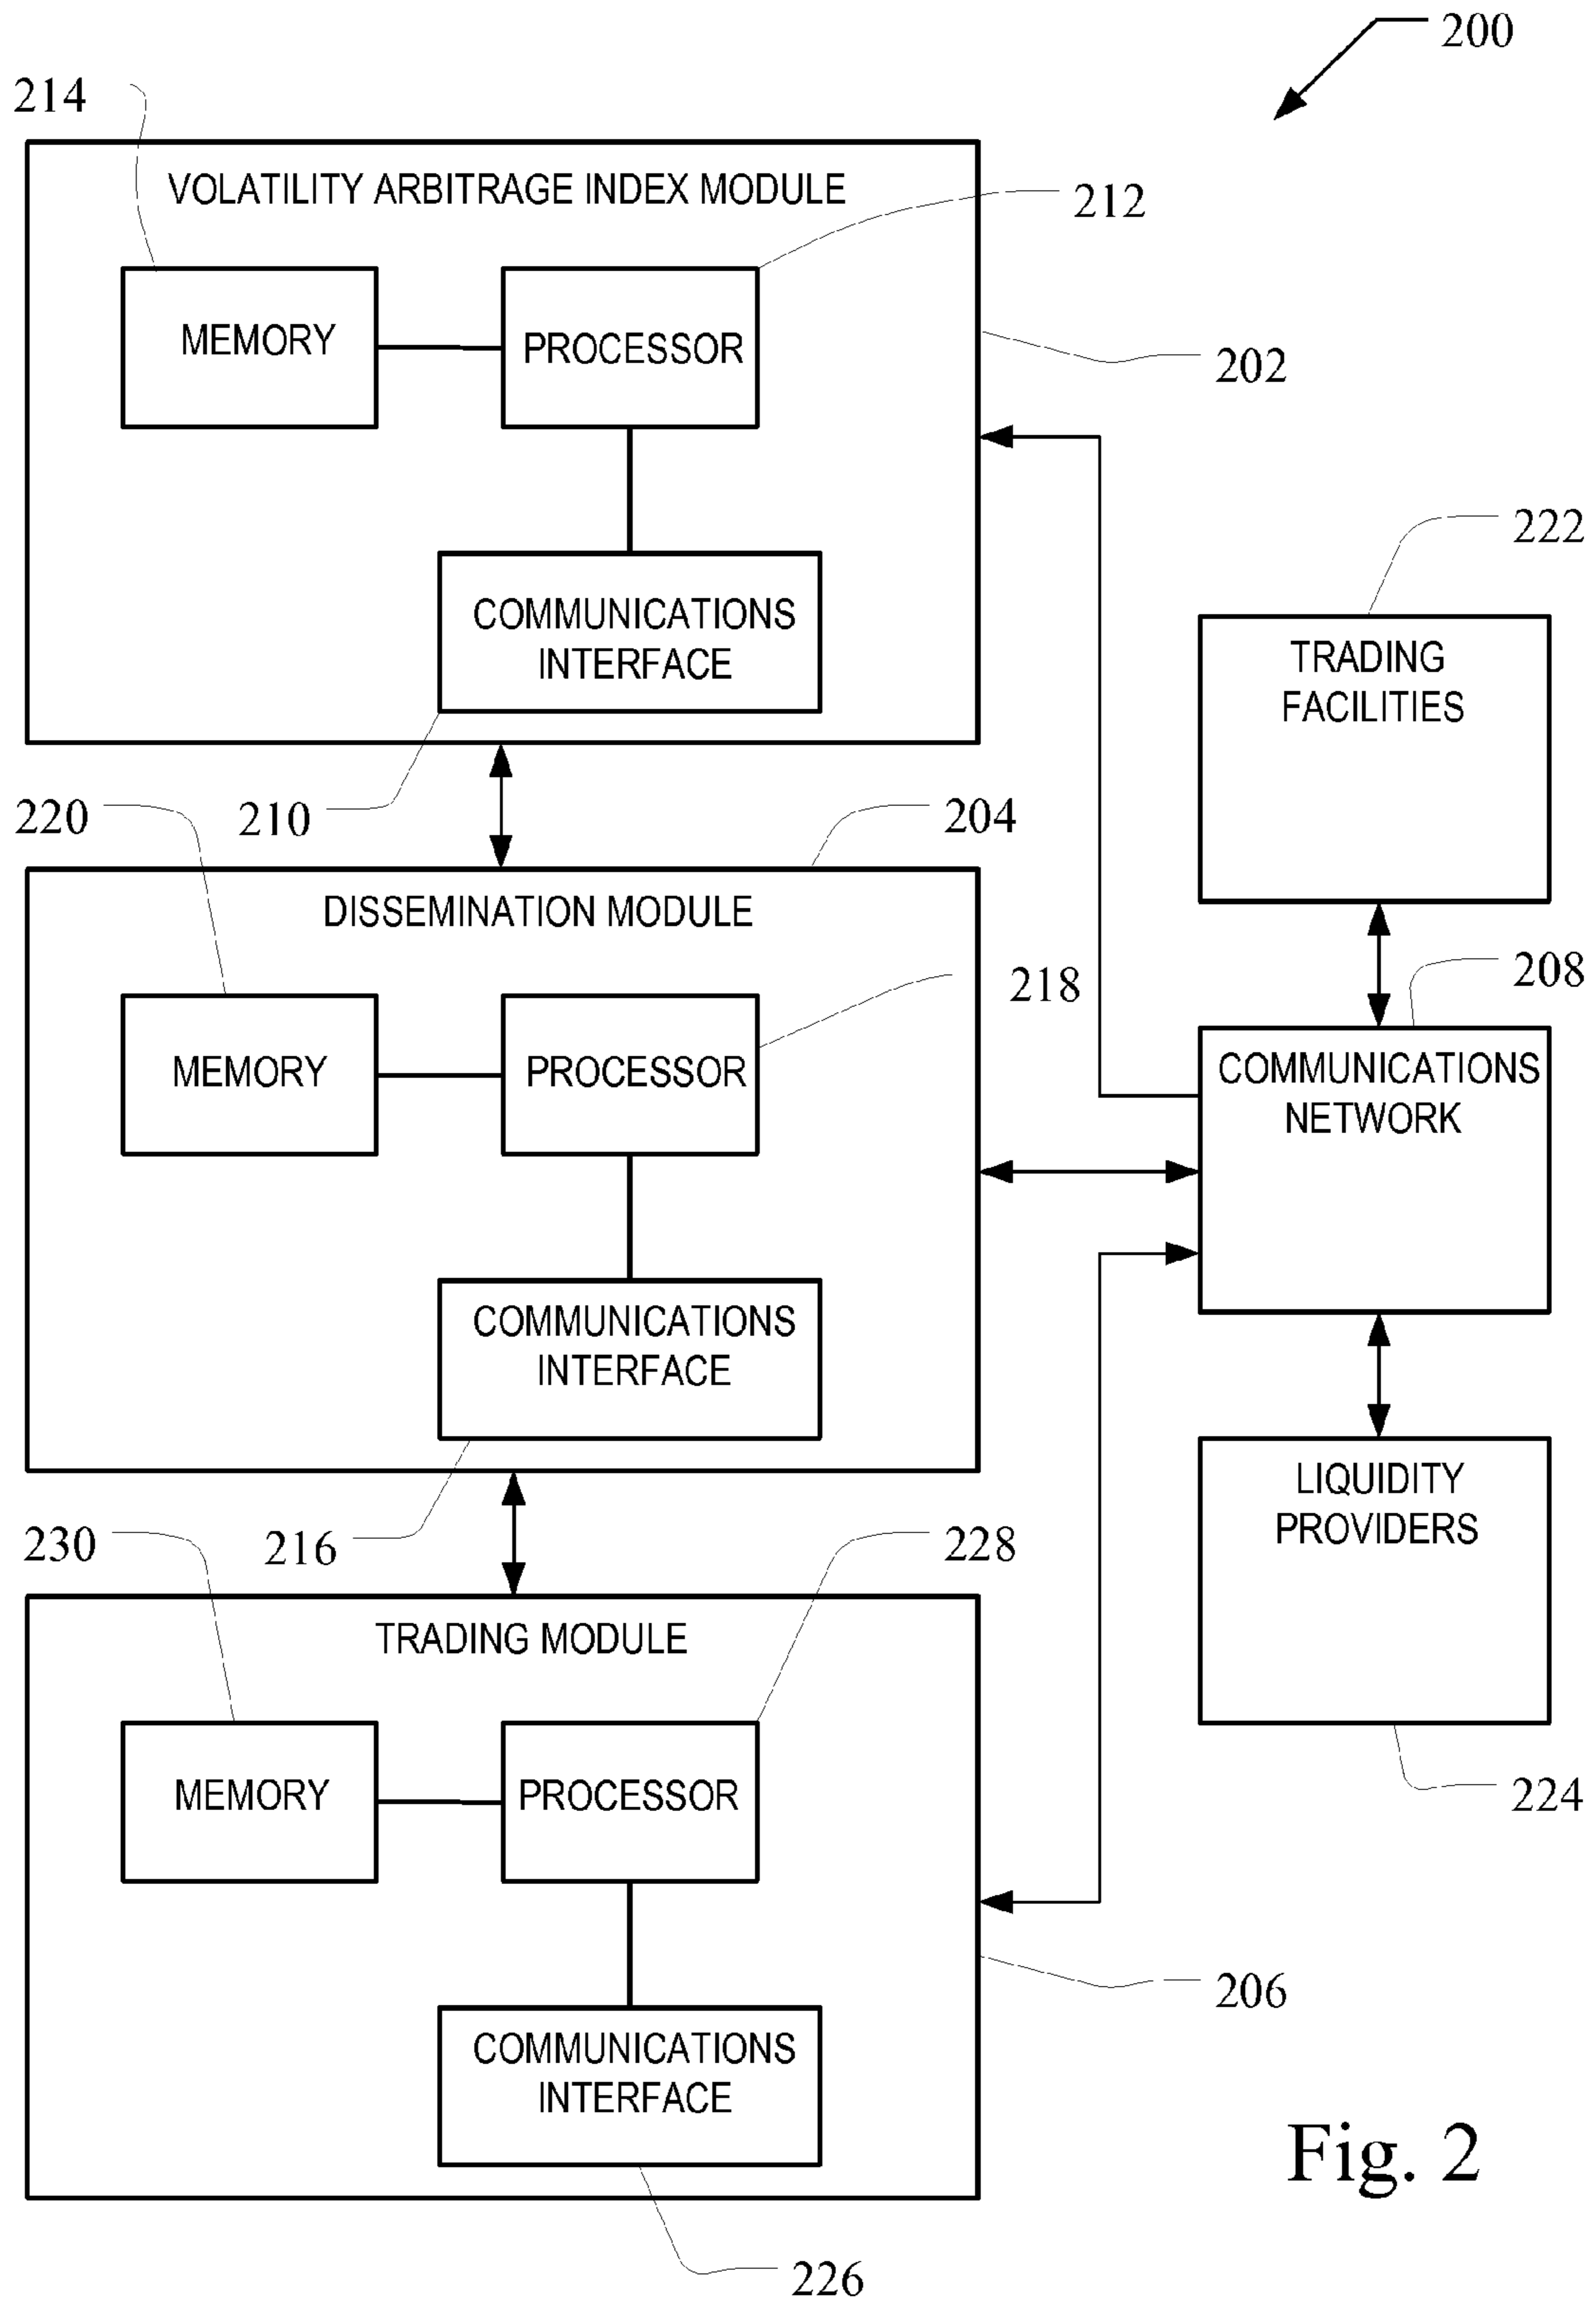 200
214
VOLATILITY ARBITRAGE INDEX MODULE
212
MEMORY
PROCESSOR
202
COMMUNICATIONS
INTERFACE
222
TRADING
FACILITIES
220
210
204
DISSEMINATION MODULE
218
208
MEMORY
PROCESSOR
COMMUNICATIONS
NETWORK
COMMUNICATIONS
INTERFACE
LIQUIDITY
PROVIDERS
230
216
228
TRADING MODULE
MEMORY
PROCESSOR
224
206
COMMUNICATIONS
INTERFACE
Fig. 2
226